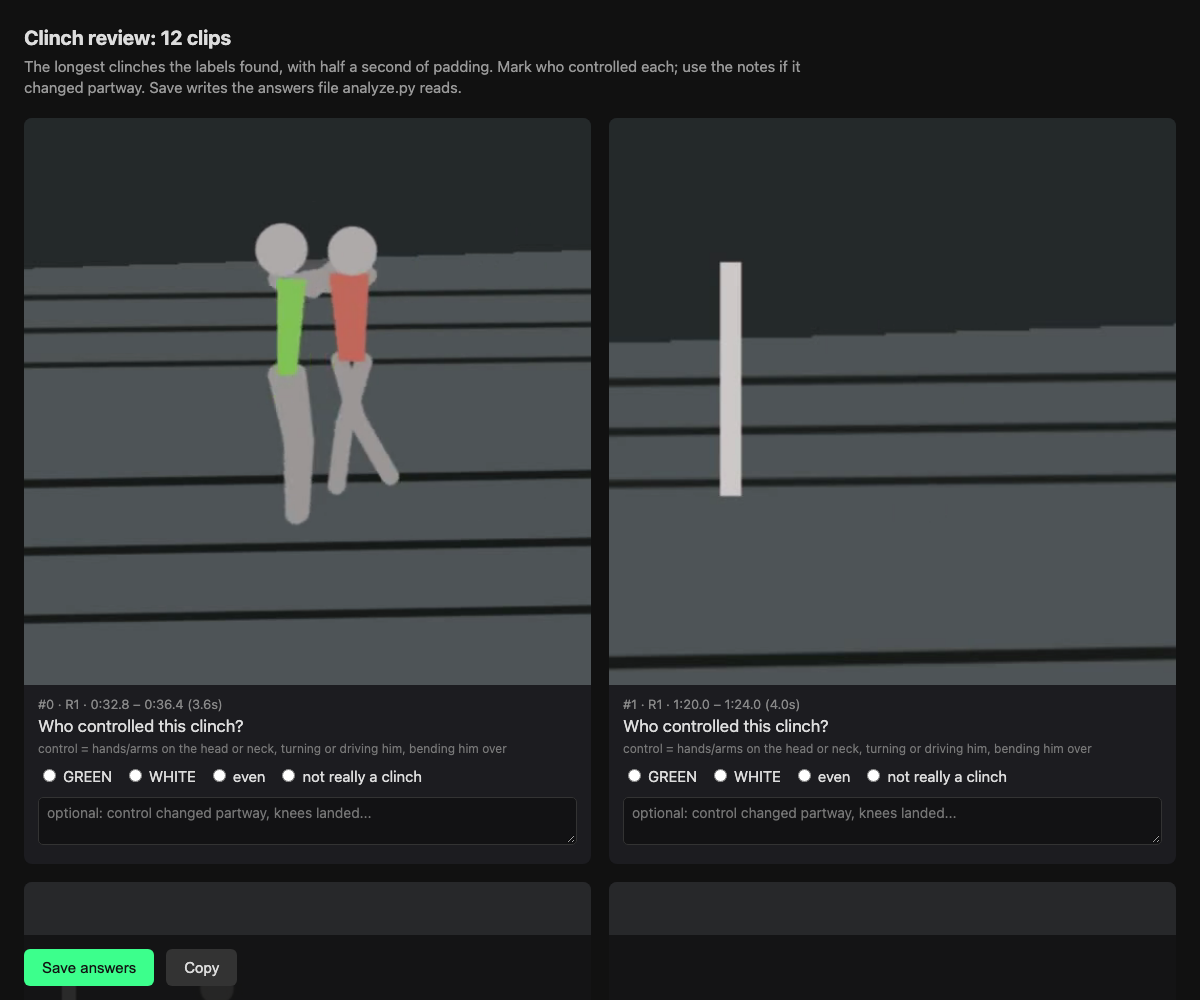 Clinch review: 12 clips
The longest clinches the labels found, with half a second of padding. Mark who controlled each; use the notes if it
changed partway. Save writes the answers file analyze.py reads.
#0 · R1 · 0:32.8 – 0:36.4 (3.6s)
Who controlled this clinch?
control = hands/arms on the head or neck, turning or driving him, bending him over
GREEN WHITE even not really a clinch
optional: control changed partway, knees landed...
#1 · R1 · 1:20.0 – 1:24.0 (4.0s)
Who controlled this clinch?
control = hands/arms on the head or neck, turning or driving him, bending him over
GREEN WHITE even not really a clinch
optional: control changed partway, knees landed...
Save answers Copy